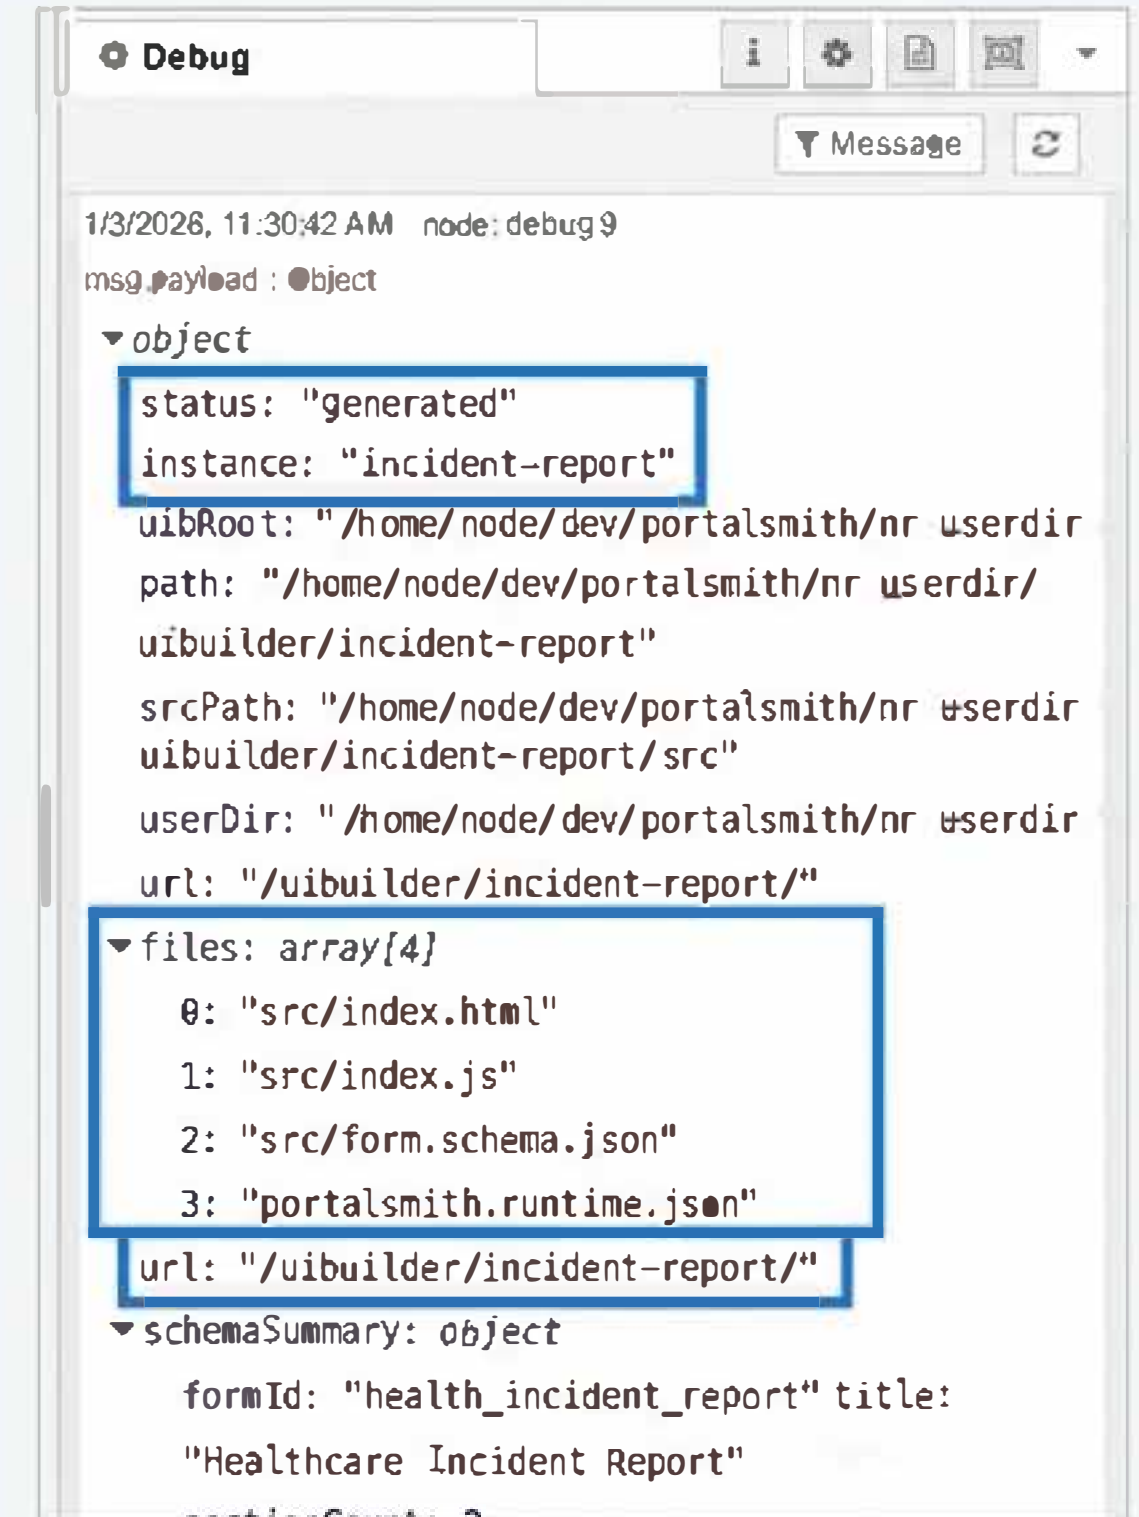 Debug
Message
1/3/2026, 11:30:42 AM node: debug 9
msg.payload : Object
object
status: "generated"
instance: "incident-report"
uibRoot: "/home/node/dev/portalsmith/nr userdir
path: "/home/node/dev/portalsmith/nr userdir/
uibuilder/incident-report"
srcPath: "/home/node/dev/portalsmith/nr userdir
uibuilder/incident-report/src"
userDir: "/home/node/dev/portalsmith/nr userdir
url: "/uibuilder/incident-report/"
files: array[4]
0: "src/index.html"
1: "src/index.js"
2: "src/form.schema.json"
3: "portalsmith.runtime.json"
url: "/uibuilder/incident-report/"
schemaSummary: object
formId: "health_incident_report" title:
"Healthcare Incident Report"